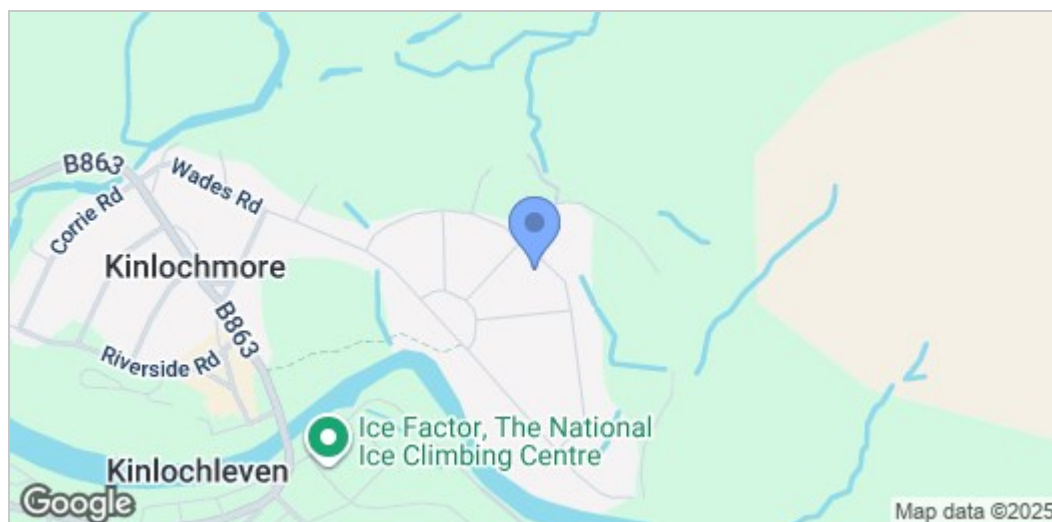 B863
Wades Rd
Corrie Rd
Kinlochmore
B863
Riverside Rd
Ice Factor, The National
Ice Climbing Centre
Kinlochleven
Google
Map data ©2025